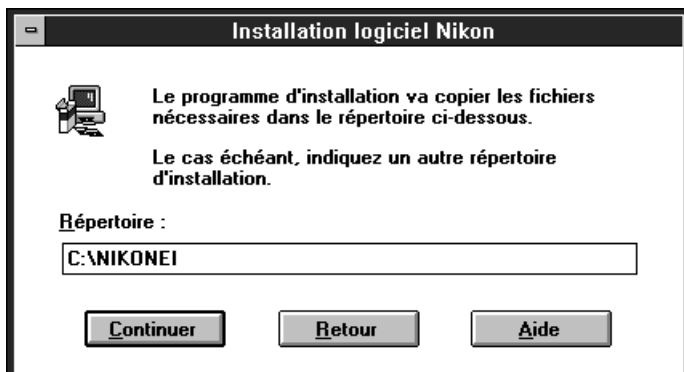 Installation logiciel Nikon
Le programme d'installation va copier les fichiers
nécessaires dans le répertoire ci-dessous.
Le cas échéant, indiquez un autre répertoire
d'installation.
Répertoire :
C:\NIKONEI
Continuer
Retour
Aide